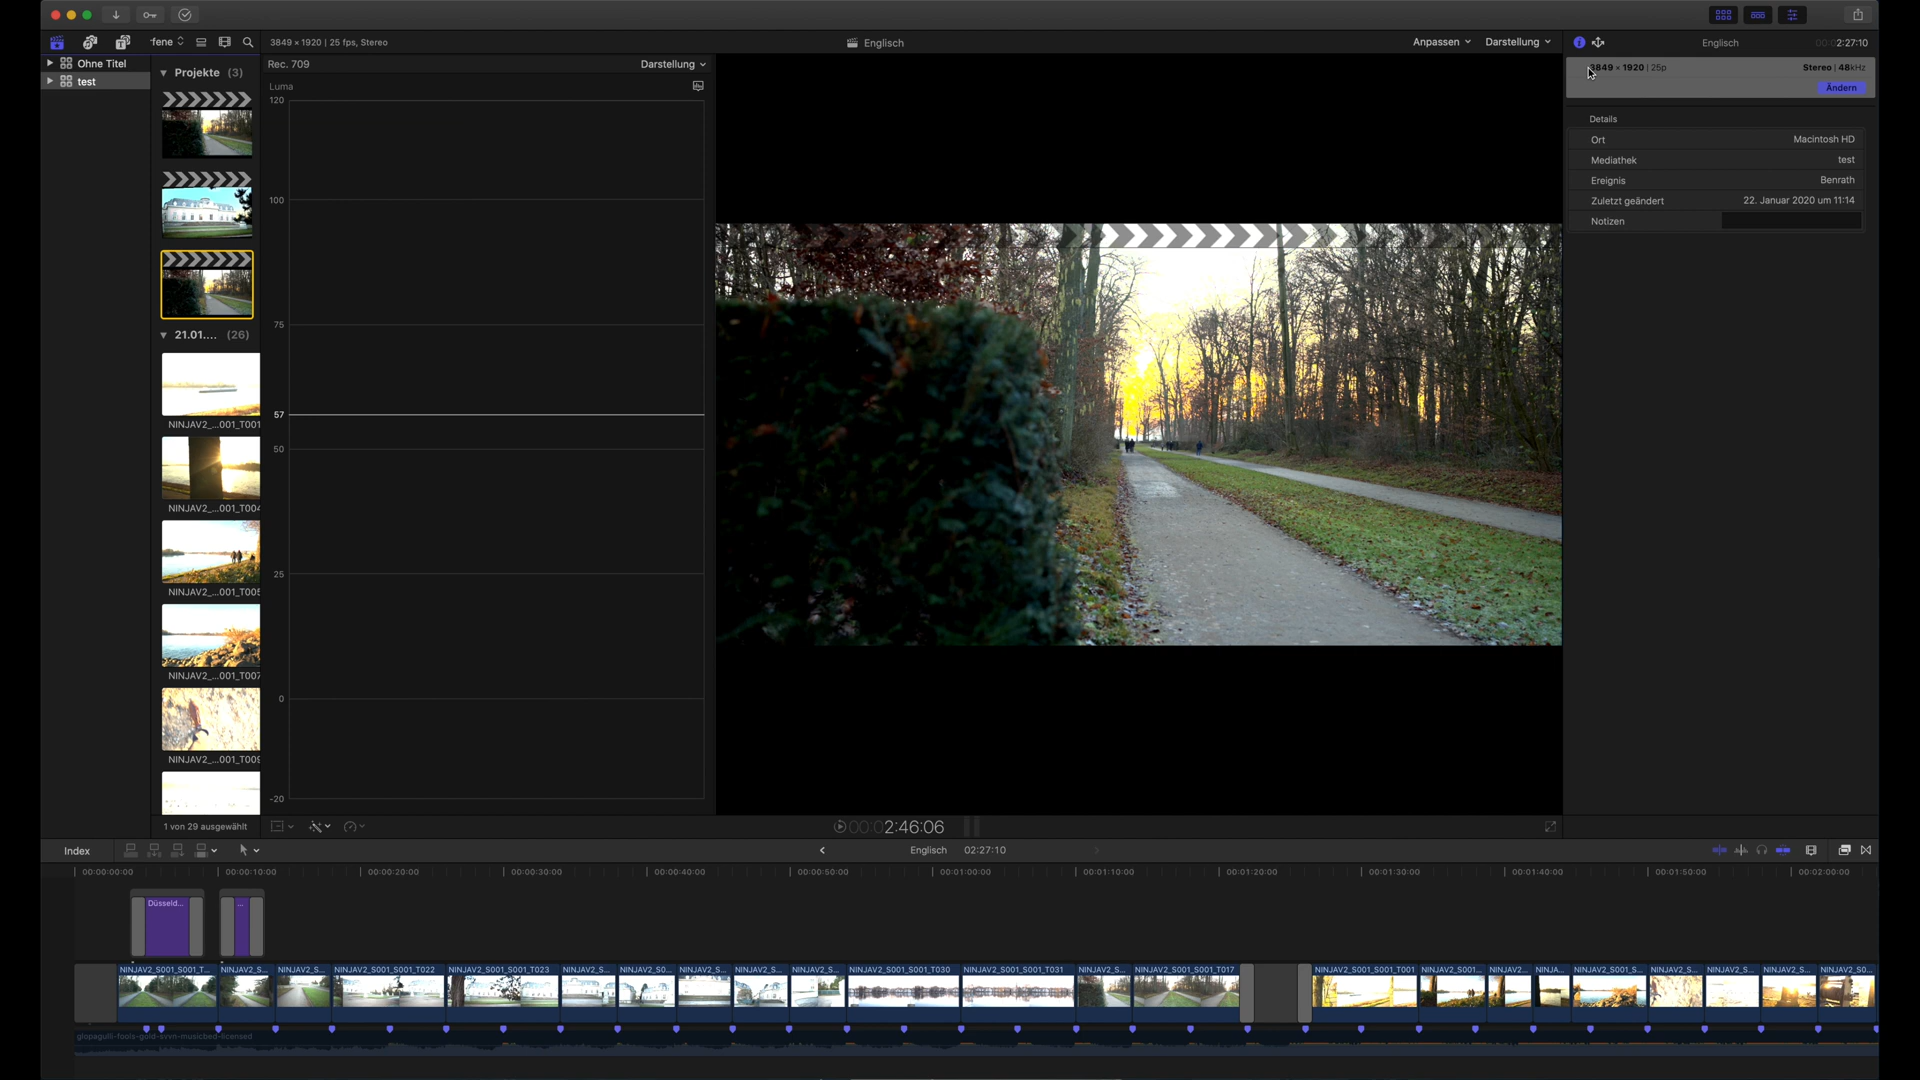 3849 × 1920 | 25 fps, Stereo
Englisch
Anpassen
Darstellung
Englisch
2:27:10
Ohne Titel
test
Projekte (3)
21.01.... (26)
NINJAV2_...001_T001
NINJAV2_...001_T004
NINJAV2_...001_T005
NINJAV2_...001_T007
NINJAV2_...001_T009
1 von 29 ausgewählt
Rec. 709
Darstellung
Luma
120
100
75
57
50
25
0
-20
3849 × 1920 | 25p
Stereo | 48kHz
Ändern
Details
Ort Macintosh HD
Mediathek test
Ereignis Benrath
Zuletzt geändert 22. Januar 2020 um 11:14
Notizen
00:02:46:06
Index
Englisch 02:27:10
00:00:00:00 00:00:10:00 00:00:20:00 00:00:30:00 00:00:40:00 00:00:50:00 00:01:00:00 00:01:10:00 00:01:20:00 00:01:30:00 00:01:40:00 00:01:50:00 00:02:00:00
Düsseld... ...
NINJAV2_S001_S001_T... NINJAV2_S... NINJAV2_S... NINJAV2_S001_S001_T022 NINJAV2_S001_S001_T023 NINJAV2_S... NINJAV2_S0... NINJAV2_S... NINJAV2_S... NINJAV2_S... NINJAV2_S001_S001_T030 NINJAV2_S001_S001_T031 NINJAV2_S... NINJAV2_S001_S001_T017 NINJAV2_S001_S001_T001 NINJAV2_S001... NINJAV2... NINJA... NINJAV2_S001_S... NINJAV2_S... NINJAV2_S... NINJAV2_S... NINJAV2_S0...
glopagulli-fools-gold-svvn-musicbed-licensed